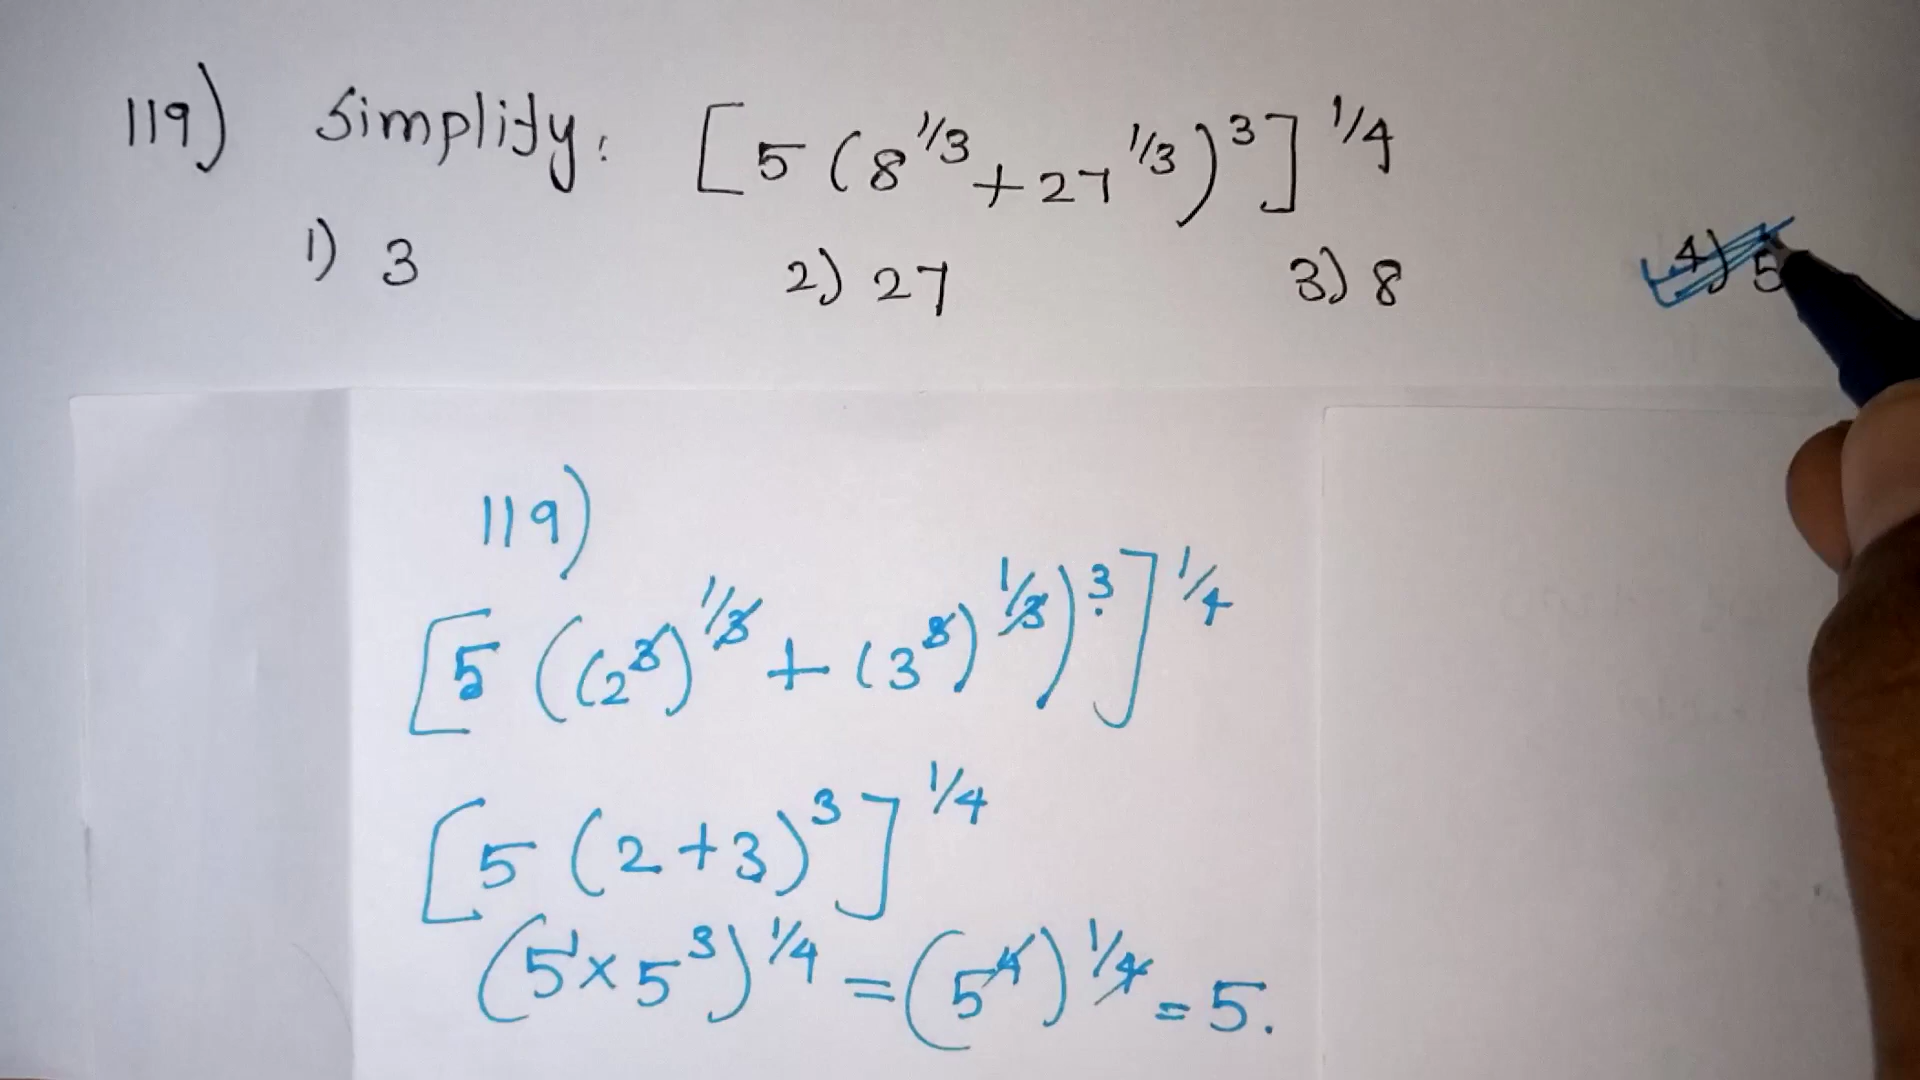 119) Simplify: [5(8^1/3 + 27^1/3)^3]^1/4
1) 3 2) 27 3) 8 4) 5
119)
[5((2^3)^1/3 + (3^3)^1/3)^3]^1/4
[5(2+3)^3]^1/4
(5^1 × 5^3)^1/4 = (5^4)^1/4 = 5.